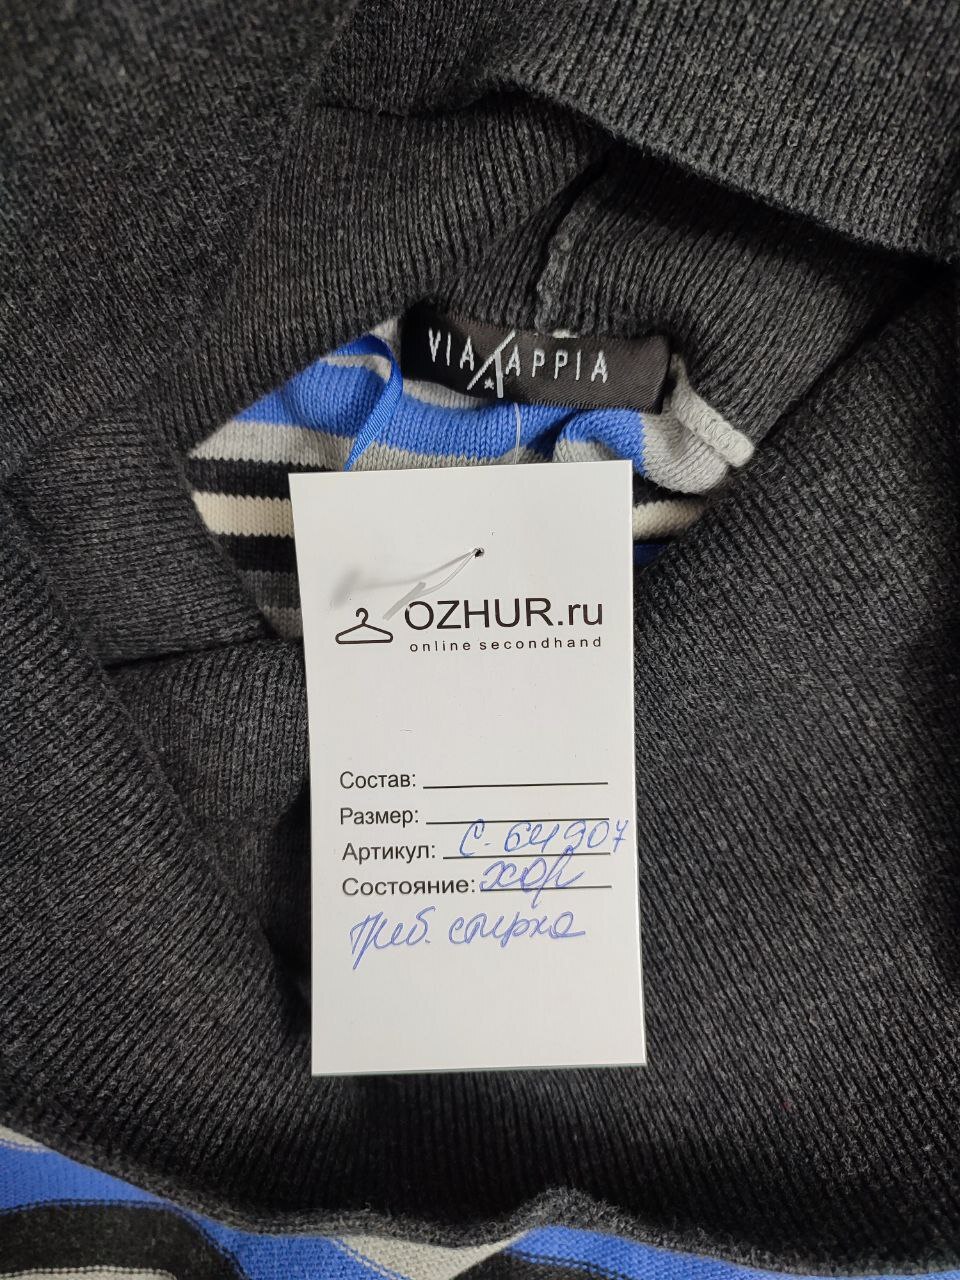 VIA APPIA
OZHUR.ru
online secondhand
Состав:
Размер:
Артикул: С-64907
Состояние: хор
треб. стирка